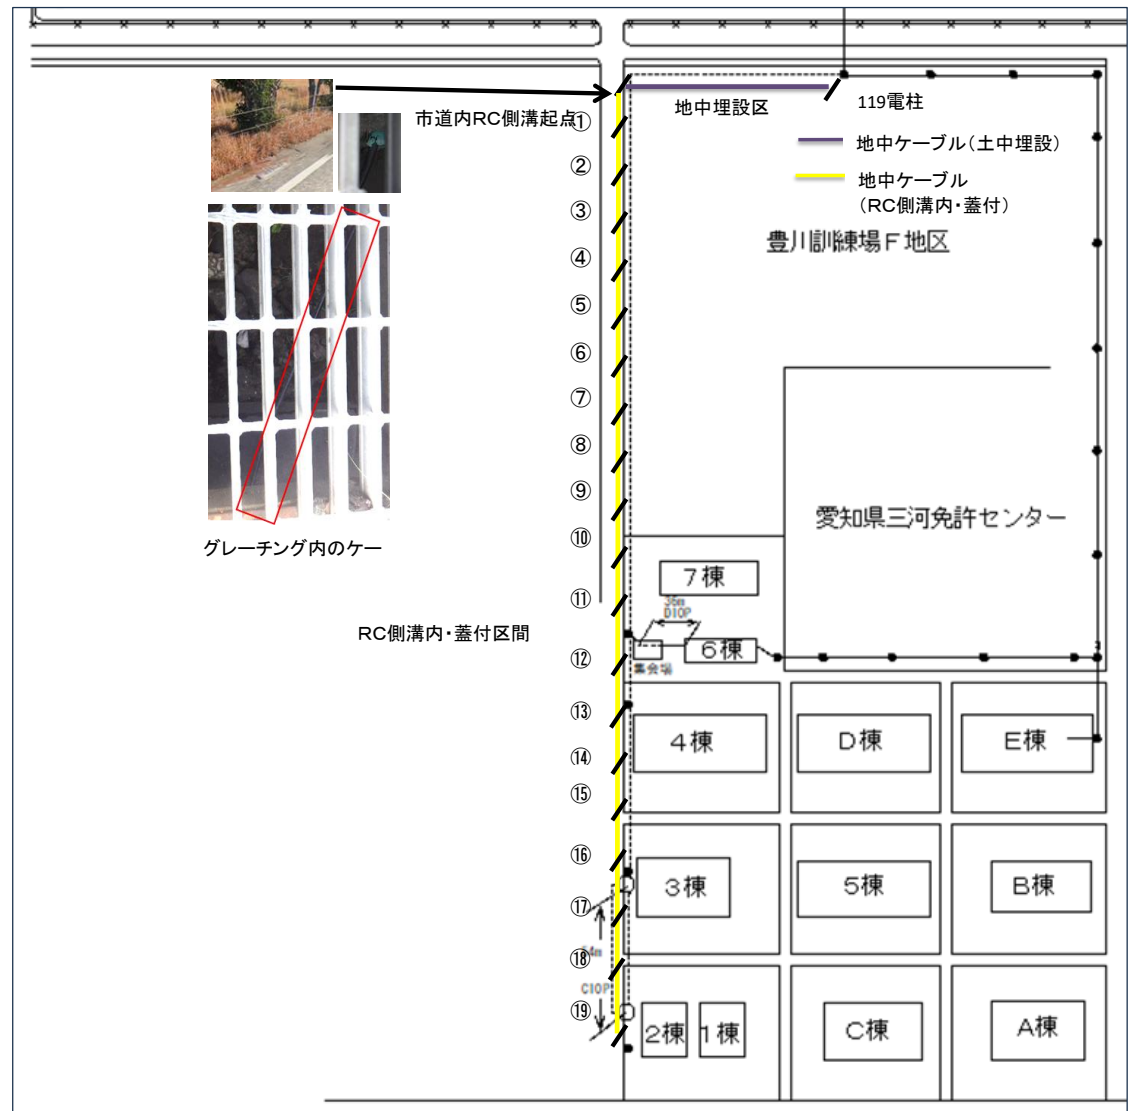 市道内RC側溝起点
地中埋設区
119電柱
地中ケーブル(土中埋設)
地中ケーブル
(RC側溝内・蓋付)
豊川訓練場F地区
①
②
③
④
⑤
⑥
⑦
⑧
⑨
⑩
⑪
⑫
⑬
⑭
⑮
⑯
⑰
⑱
⑲
グレーチング内のケー
愛知県三河免許センター
7棟
36m
D10P
RC側溝内・蓋付区間
6棟
集会場
4棟
D棟
E棟
3棟
5棟
B棟
C10P
2棟
1棟
C棟
A棟